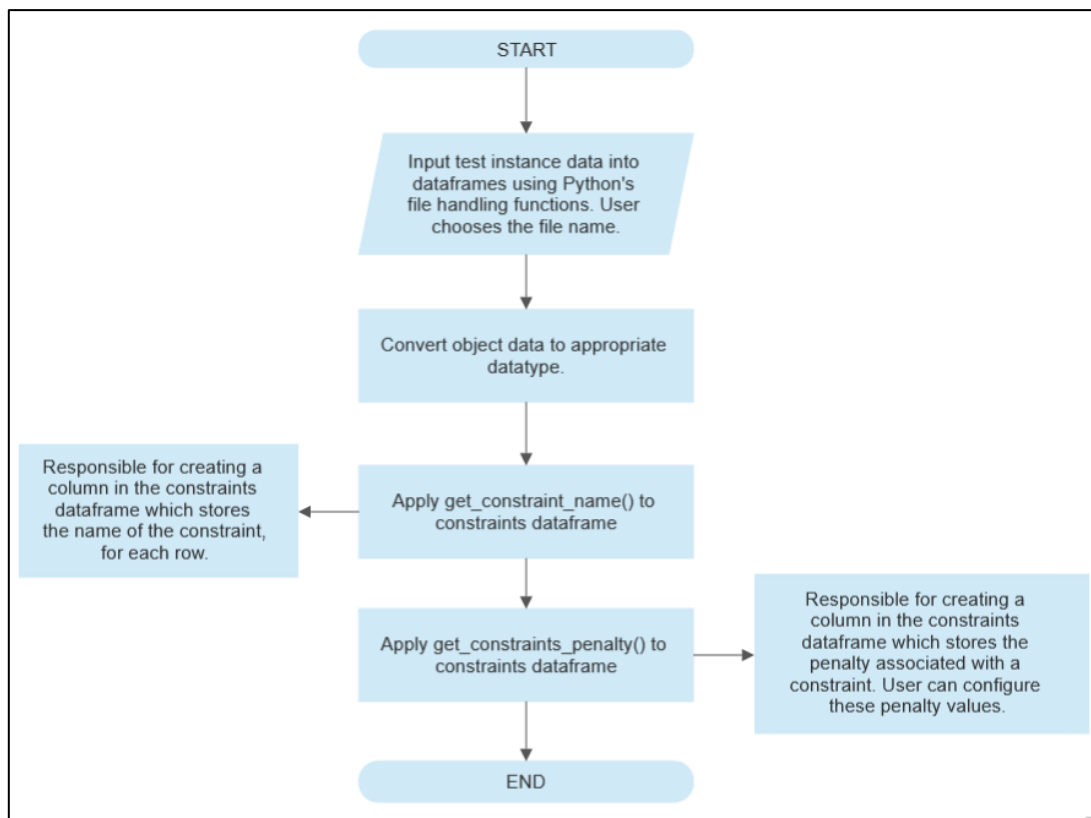 START
Input test instance data into
dataframes using Python's
file handling functions. User
chooses the file name.
Convert object data to appropriate
datatype.
Responsible for creating a
column in the constraints
dataframe which stores
the name of the constraint,
for each row.
Apply get_constraint_name() to
constraints dataframe
Apply get_constraints_penalty() to
constraints dataframe
Responsible for creating a
column in the constraints
dataframe which stores the
penalty associated with a
constraint. User can configure
these penalty values.
END